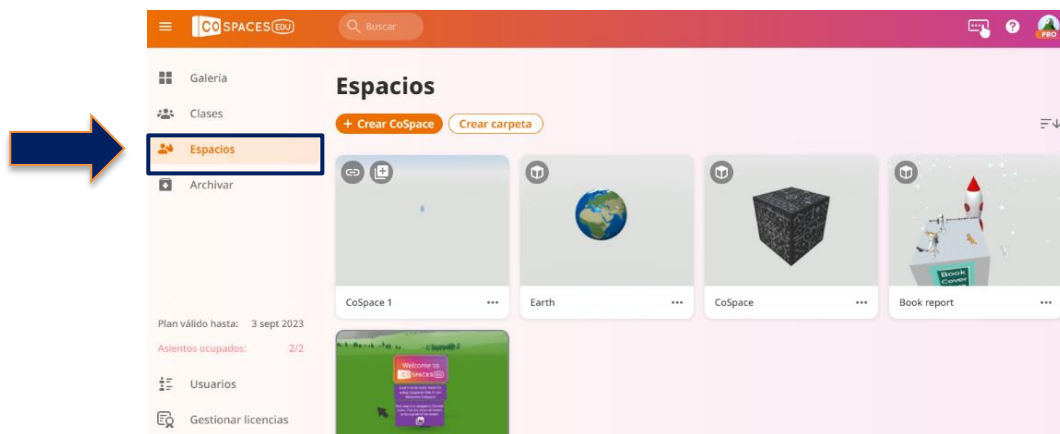 CO SPACES EDU
Buscar
PRO
Galería
Clases
Espacios
Archivar
Plan válido hasta: 3 sept 2023
Asientos ocupados: 2/2
Usuarios
Gestionar licencias
Espacios
+ Crear CoSpace
Crear carpeta
CoSpace 1
Earth
CoSpace
Book report
Book
Cover
Welcome to
CO SPACES EDU